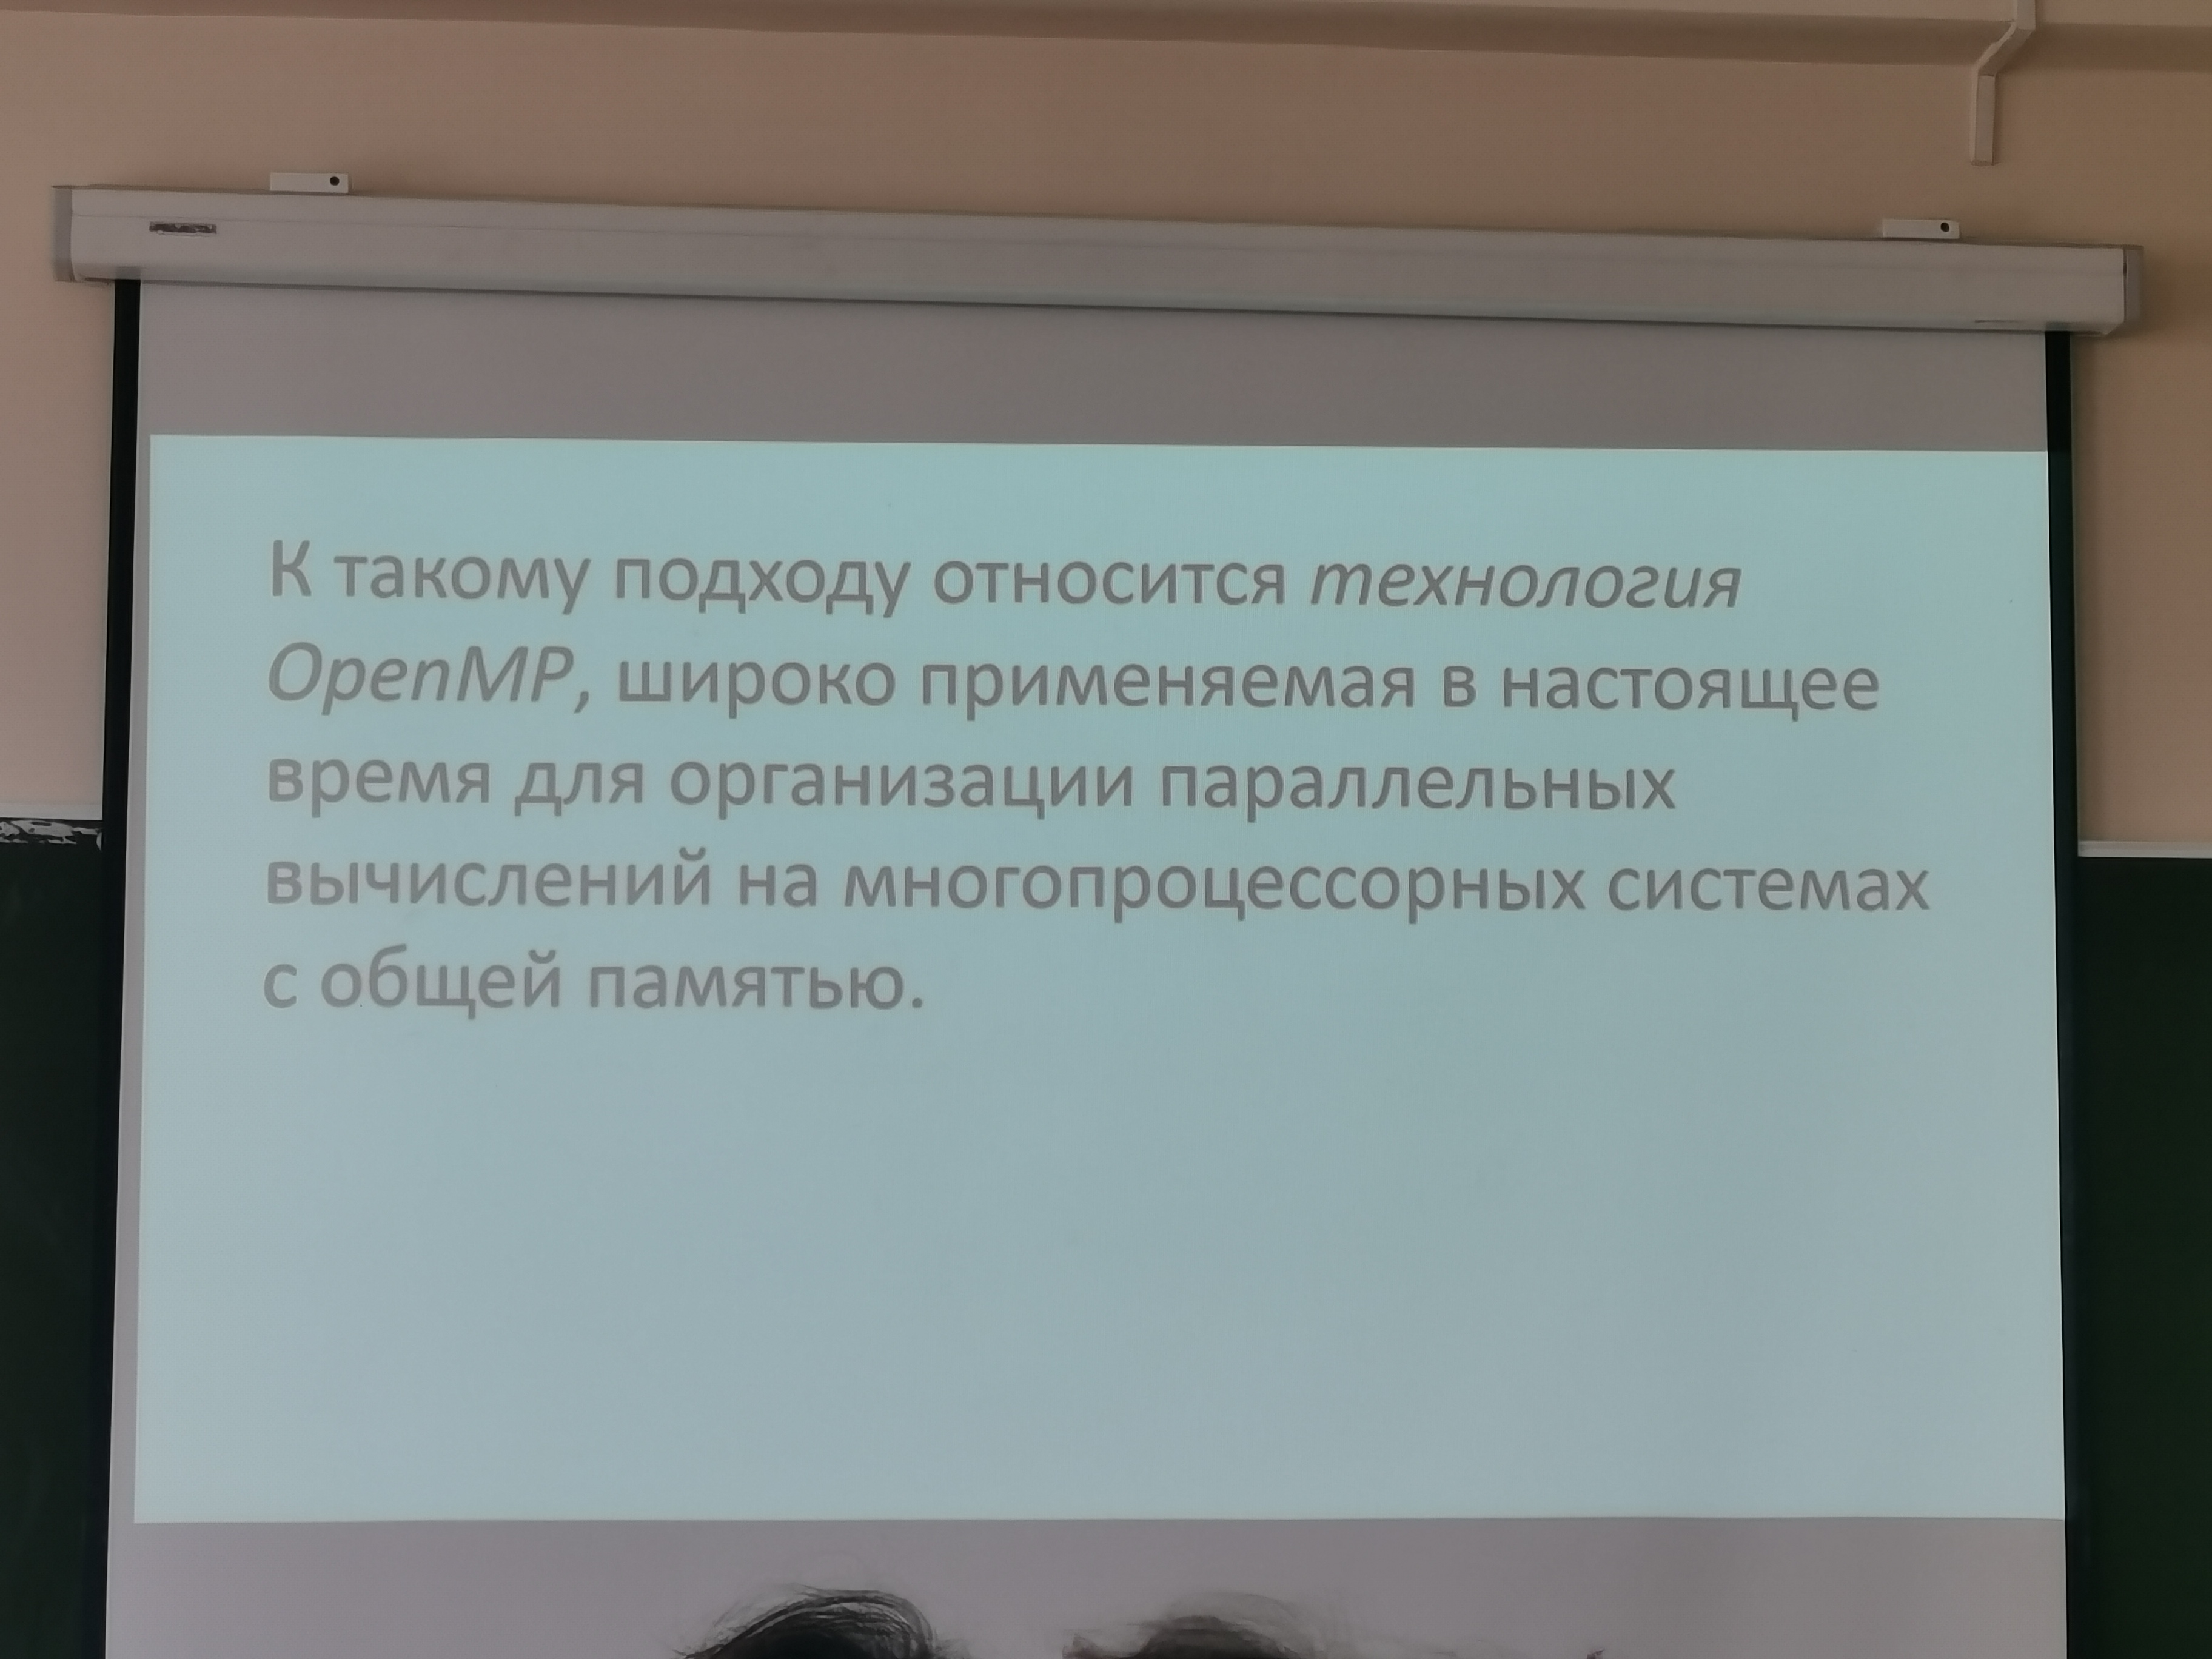 К такому подходу относится технология
OpenMP, широко применяемая в настоящее
время для организации параллельных
вычислений на многопроцессорных системах
с общей памятью.